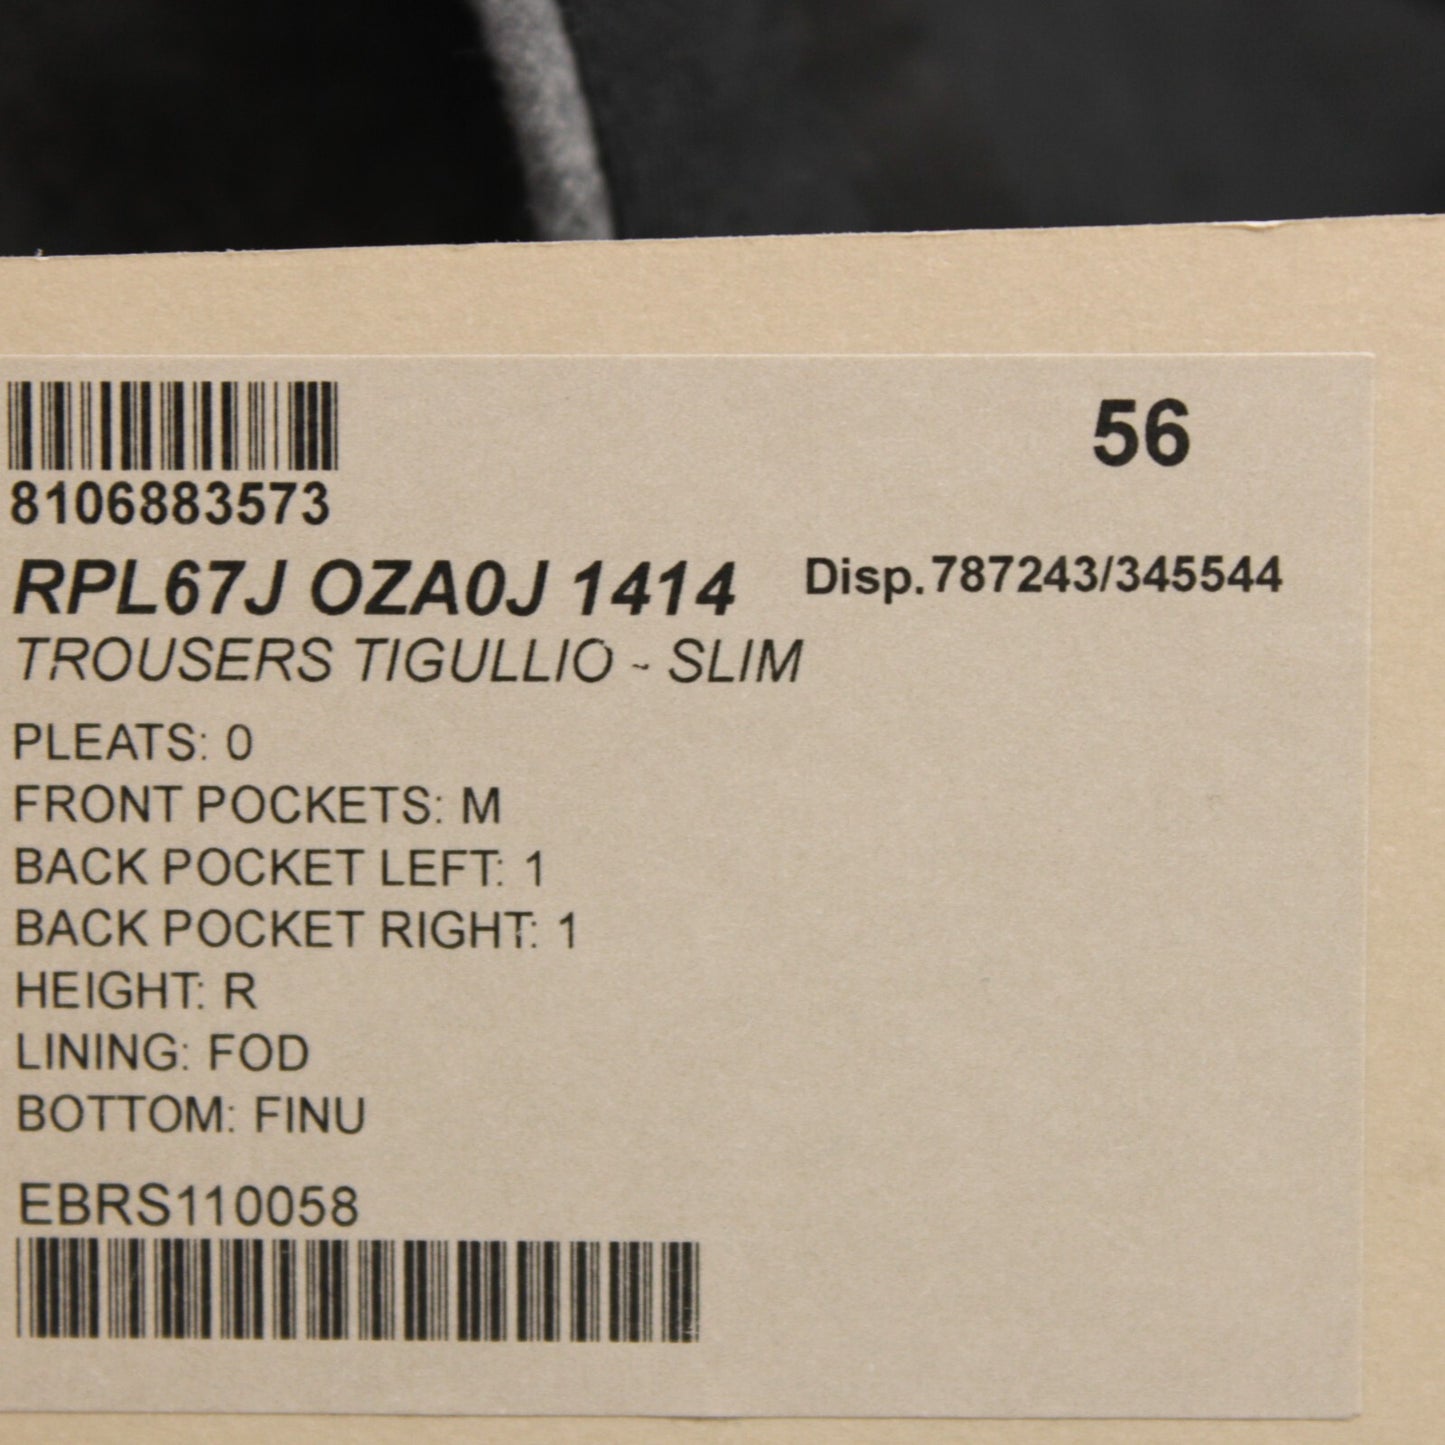 56
8106883573
RPL67J OZA0J 1414 Disp.787243/345544
TROUSERS TIGULLIO - SLIM
PLEATS: 0
FRONT POCKETS: M
BACK POCKET LEFT: 1
BACK POCKET RIGHT: 1
HEIGHT: R
LINING: FOD
BOTTOM: FINU
EBRS110058